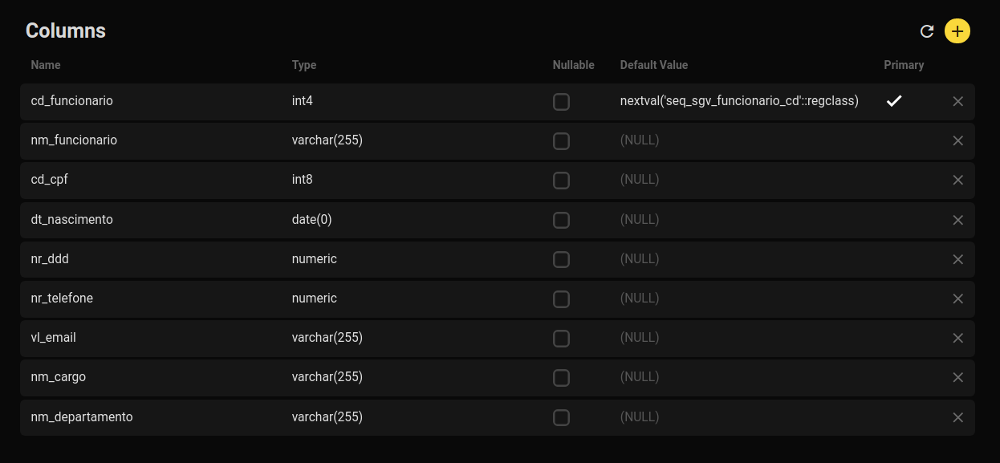 Columns
Name Type Nullable Default Value Primary
cd_funcionario int4 nextval('seq_sgv_funcionario_cd'::regclass)
nm_funcionario varchar(255) (NULL)
cd_cpf int8 (NULL)
dt_nascimento date(0) (NULL)
nr_ddd numeric (NULL)
nr_telefone numeric (NULL)
vl_email varchar(255) (NULL)
nm_cargo varchar(255) (NULL)
nm_departamento varchar(255) (NULL)